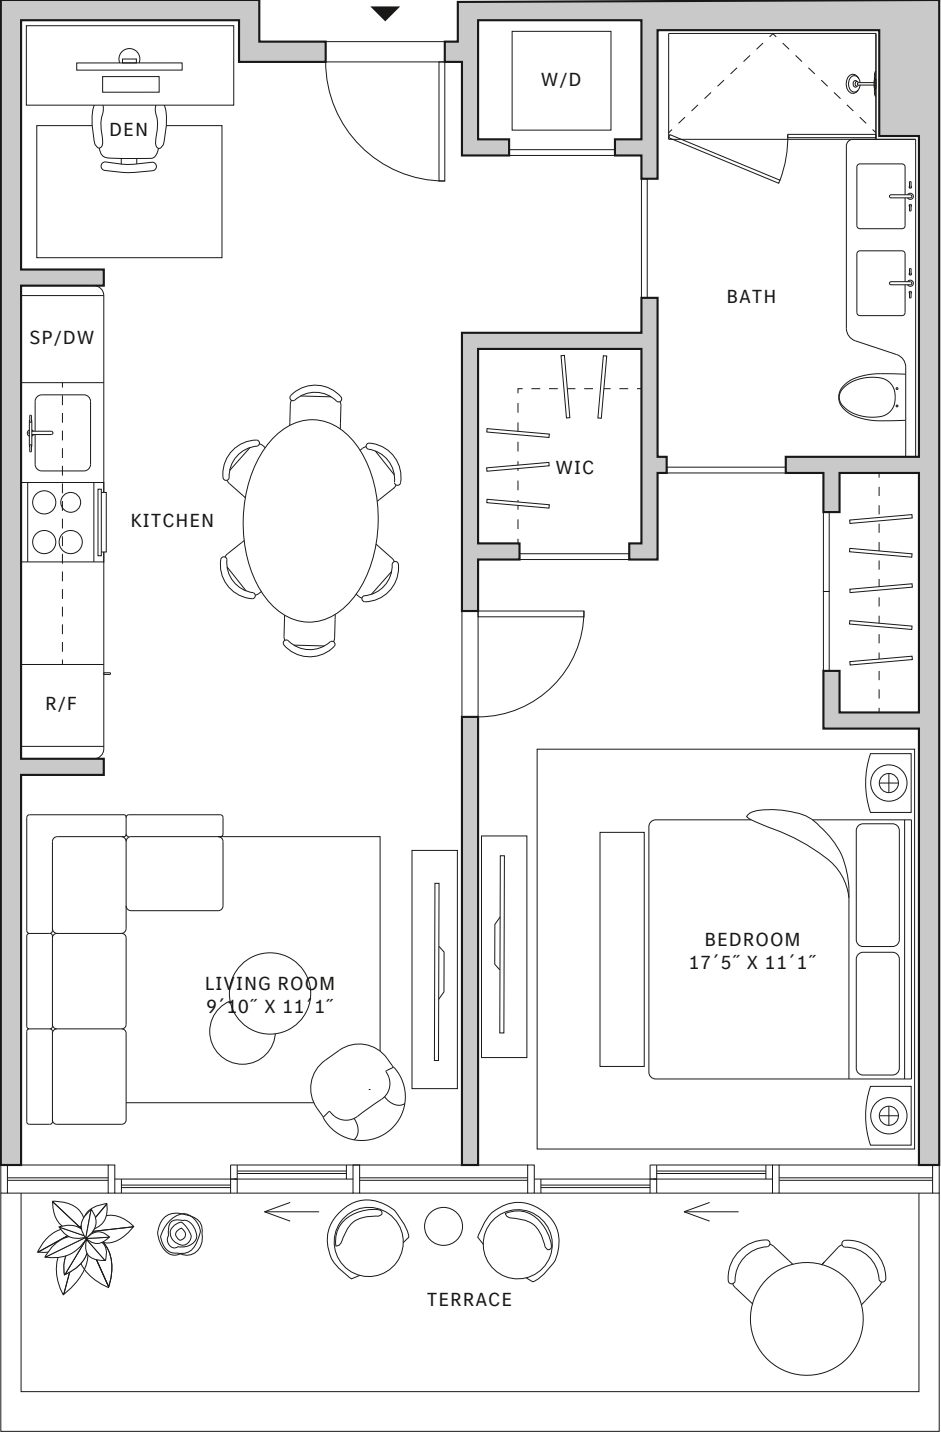 W/D
DEN
BATH
SP/DW
WIC
KITCHEN
R/F
BEDROOM
17´5˝ X 11´1˝
LIVING ROOM
9´10˝ X 11´1˝
TERRACE